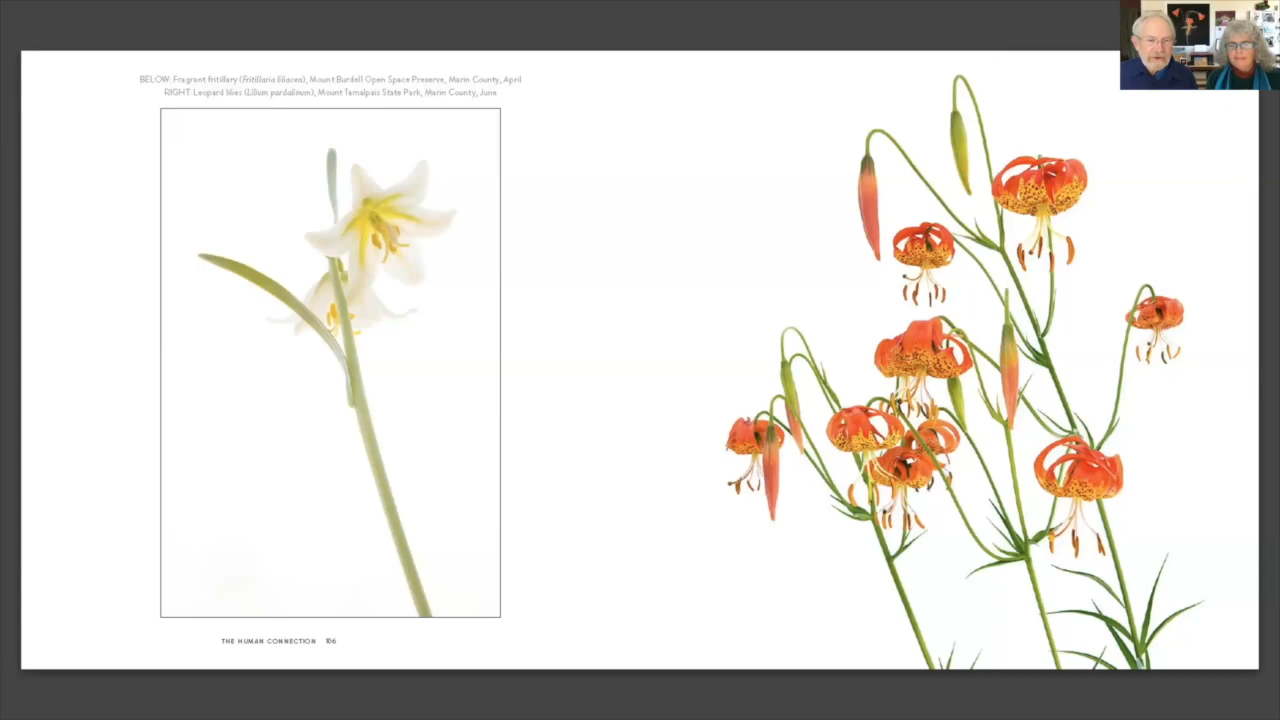 BELOW: Fragrant fritillary (Fritillaria liliacea), Mount Burdell Open Space Preserve, Marin County, April
RIGHT: Leopard lilies (Lilium pardalinum), Mount Tamalpais State Park, Marin County, June
THE HUMAN CONNECTION 106